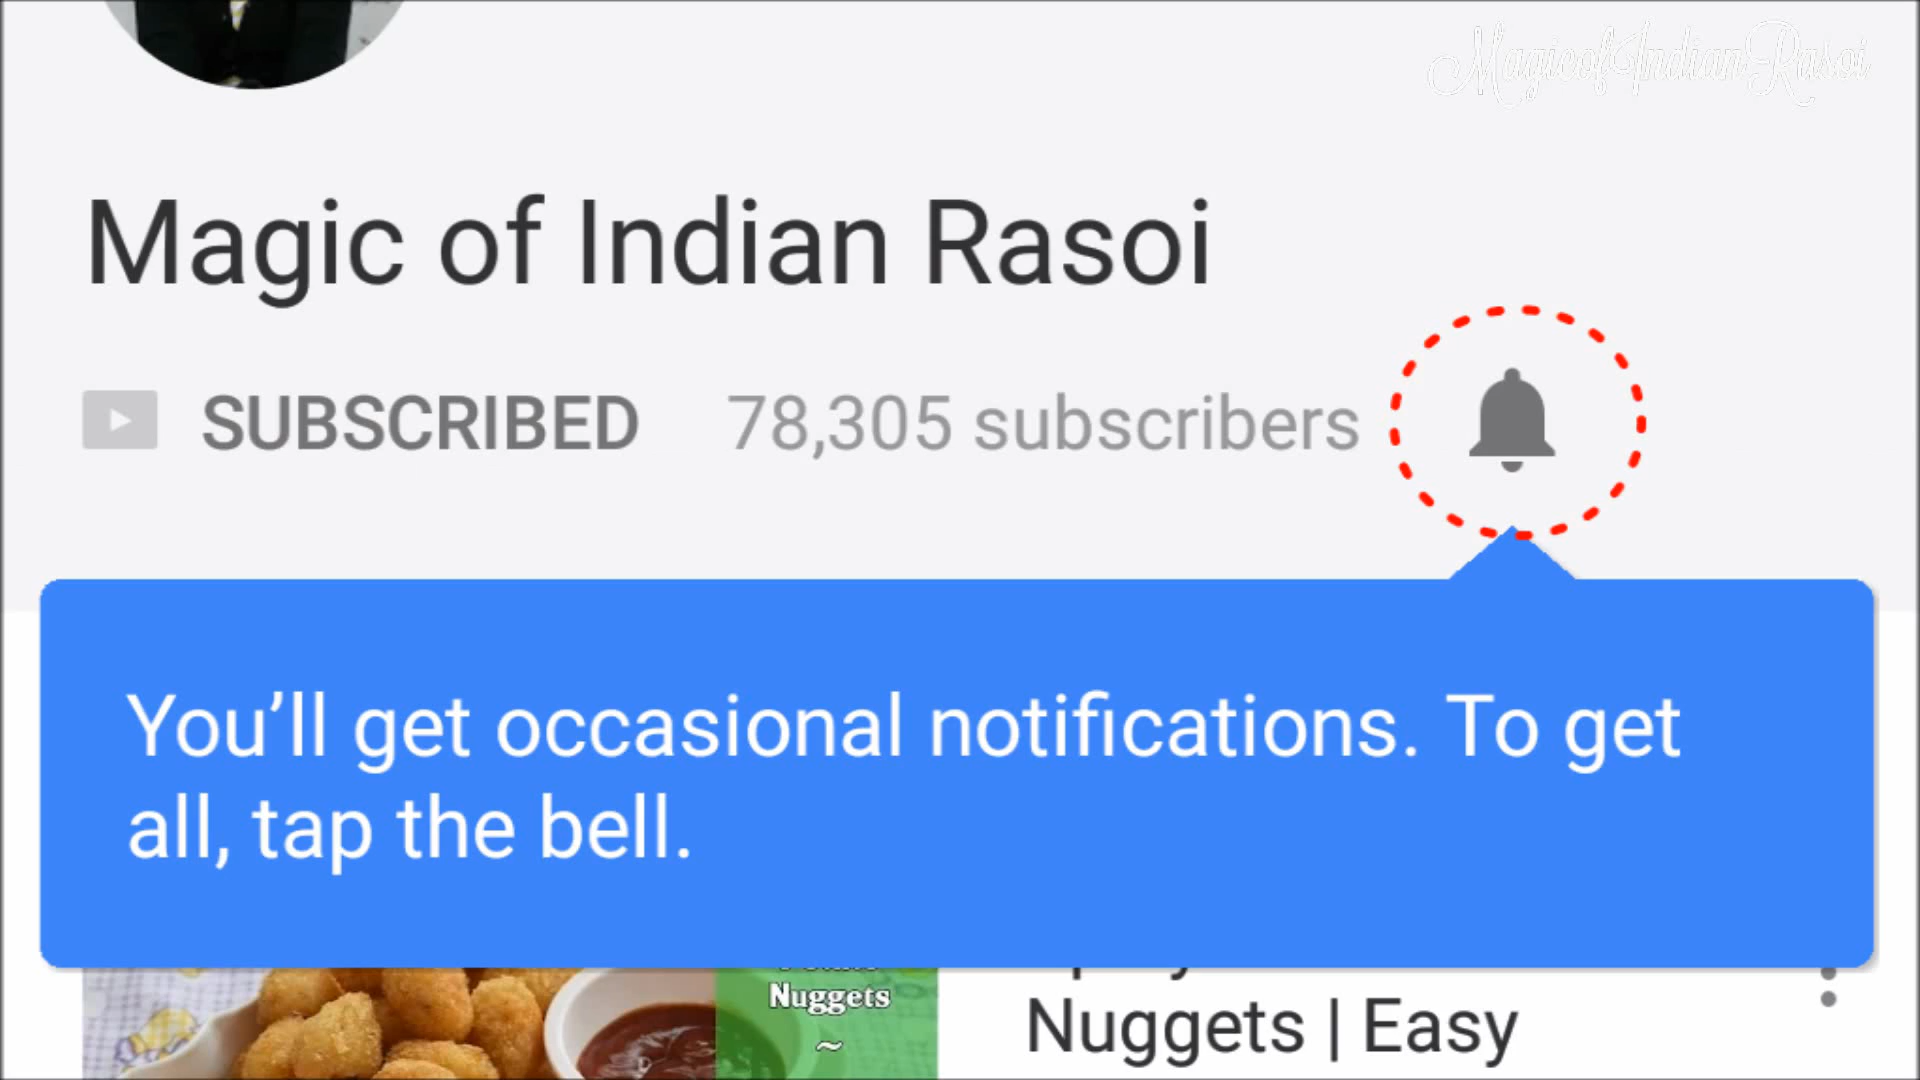 MagicofIndianRasoi
Magic of Indian Rasoi
SUBSCRIBED 78,305 subscribers
You’ll get occasional notifications. To get
all, tap the bell.
Nuggets
~
Nuggets | Easy